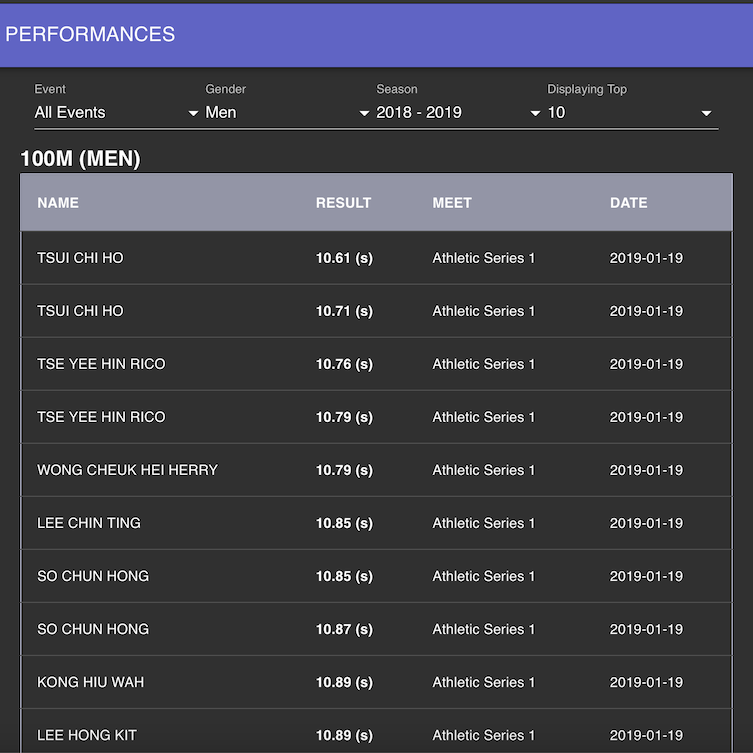 PERFORMANCES
Event Gender Season Displaying Top
All Events Men 2018 - 2019 10
100M (MEN)
NAME RESULT MEET DATE
TSUI CHI HO 10.61 (s) Athletic Series 1 2019-01-19
TSUI CHI HO 10.71 (s) Athletic Series 1 2019-01-19
TSE YEE HIN RICO 10.76 (s) Athletic Series 1 2019-01-19
TSE YEE HIN RICO 10.79 (s) Athletic Series 1 2019-01-19
WONG CHEUK HEI HERRY 10.79 (s) Athletic Series 1 2019-01-19
LEE CHIN TING 10.85 (s) Athletic Series 1 2019-01-19
SO CHUN HONG 10.85 (s) Athletic Series 1 2019-01-19
SO CHUN HONG 10.87 (s) Athletic Series 1 2019-01-19
KONG HIU WAH 10.89 (s) Athletic Series 1 2019-01-19
LEE HONG KIT 10.89 (s) Athletic Series 1 2019-01-19